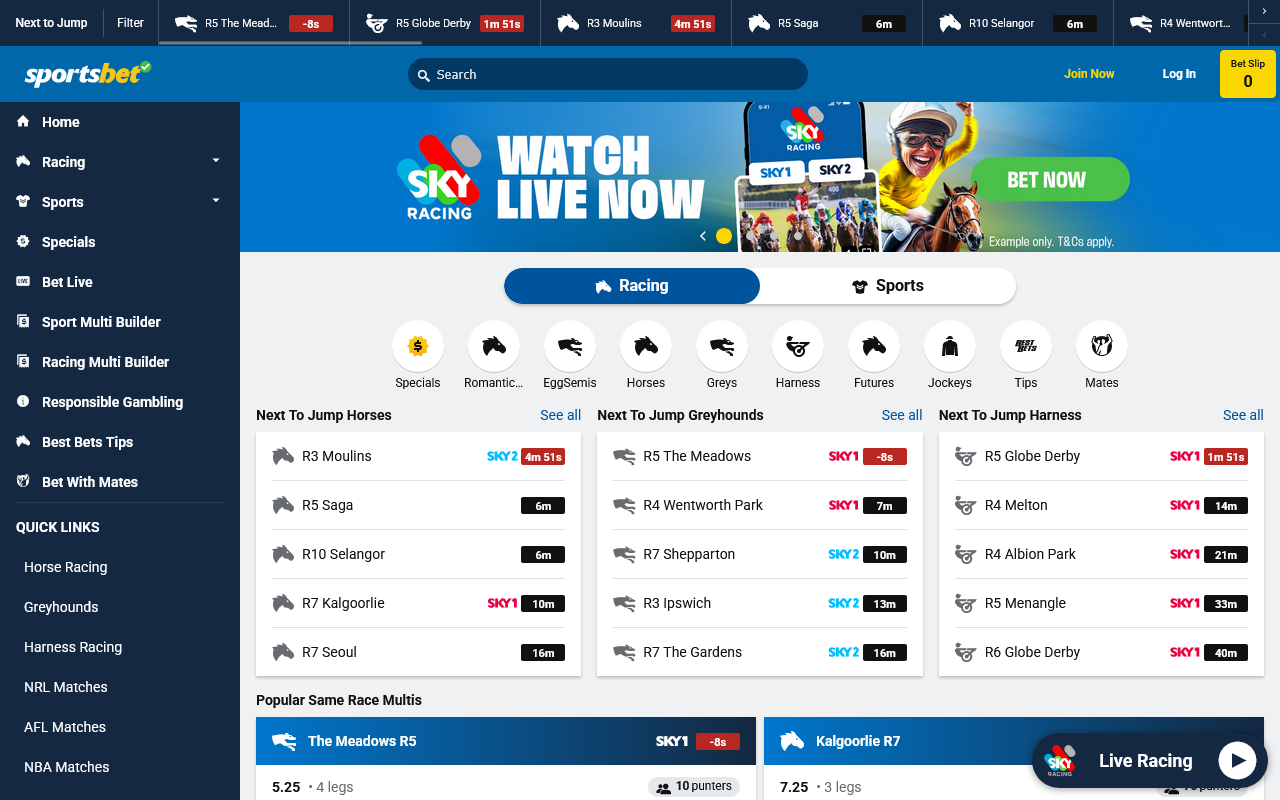 Next to Jump
Filter
R5 The Mead...
-8s
R5 Globe Derby
1m 51s
R3 Moulins
4m 51s
R5 Saga
6m
R10 Selangor
6m
R4 Wentwort...
sportsbet
Search
Join Now
Log In
Bet Slip
0
Home
Racing
Sports
Specials
LIVE
Bet Live
Sport Multi Builder
Racing Multi Builder
Responsible Gambling
Best Bets Tips
Bet With Mates
QUICK LINKS
Horse Racing
Greyhounds
Harness Racing
NRL Matches
AFL Matches
NBA Matches
SKY
RACING
WATCH
LIVE NOW
9:41
SKY
RACING
SKY1
SKY2
BET NOW
Example only. T&Cs apply.
Racing
Sports
Specials
Romantic...
EggSemis
Horses
Greys
Harness
Futures
Jockeys
BEST
BETS
Tips
Mates
Next To Jump Horses
See all
R3 Moulins
SKY2
4m 51s
R5 Saga
6m
R10 Selangor
6m
R7 Kalgoorlie
SKY1
10m
R7 Seoul
16m
Next To Jump Greyhounds
See all
R5 The Meadows
SKY1
-8s
R4 Wentworth Park
SKY1
7m
R7 Shepparton
SKY2
10m
R3 Ipswich
SKY2
13m
R7 The Gardens
SKY2
16m
Next To Jump Harness
See all
R5 Globe Derby
SKY1
1m 51s
R4 Melton
SKY1
14m
R4 Albion Park
SKY1
21m
R5 Menangle
SKY1
33m
R6 Globe Derby
SKY1
40m
Popular Same Race Multis
The Meadows R5
SKY1
-8s
5.25 • 4 legs
10 punters
Kalgoorlie R7
7.25 • 3 legs
punters
SKY
RACING
Live Racing